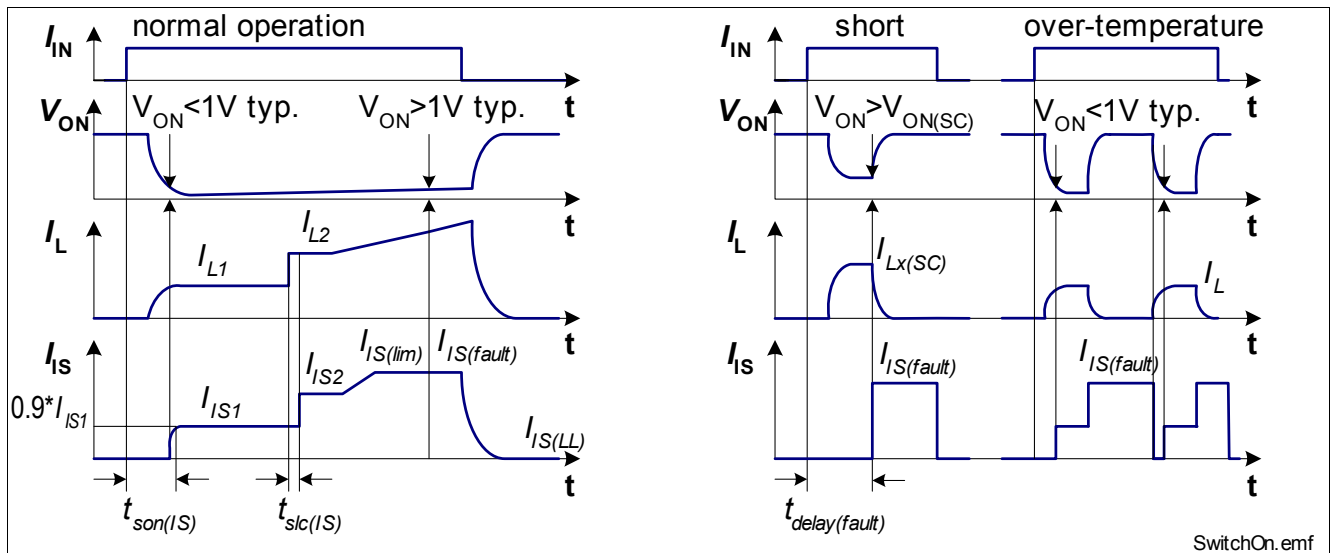 normal operation
short
over-temperature
I_IN
t
I_IN
t
V_ON
V_ON<1V typ.
V_ON>1V typ.
t
V_ON
V_ON>V_ON(SC)
V_ON<1V typ.
t
I_L
I_L1
I_L2
t
I_L
I_Lx(SC)
I_L
t
I_IS
0.9*I_IS1
I_IS1
I_IS2
I_IS(lim)
I_IS(fault)
I_IS(LL)
t
I_IS
I_IS(fault)
I_IS(fault)
t
t_son(IS)
t_slc(IS)
t_delay(fault)
SwitchOn.emf